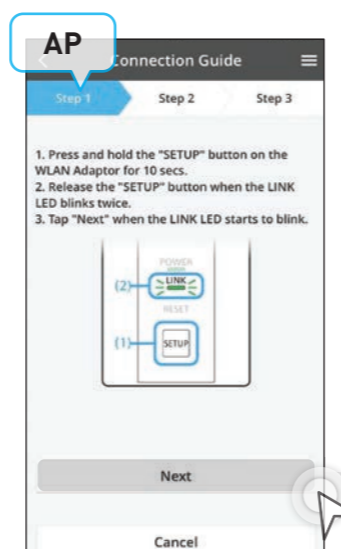 AP
Connection Guide
Step 1 Step 2 Step 3
1. Press and hold the "SETUP" button on the
WLAN Adaptor for 10 secs.
2. Release the "SETUP" button when the LINK
LED blinks twice.
3. Tap "Next" when the LINK LED starts to blink.
POWER
(2) LINK
RESET
(1) SETUP
Next
Cancel